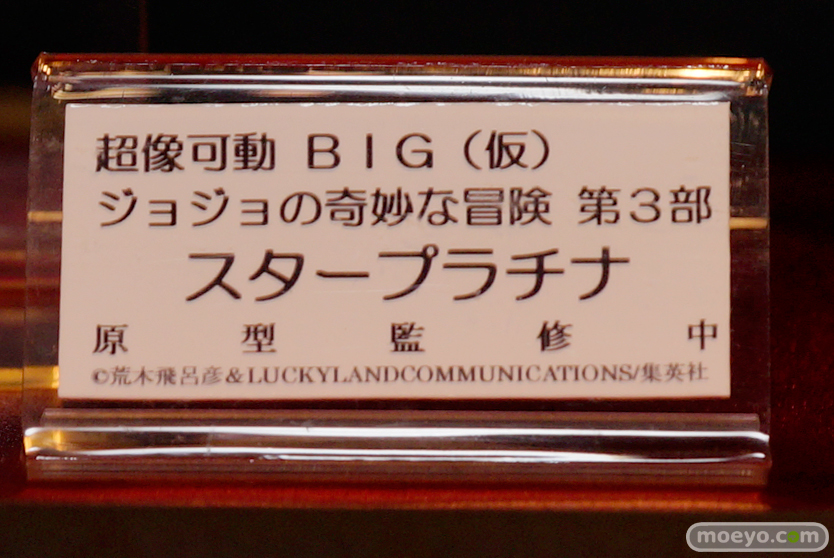 超像可動 ＢＩＧ（仮）
ジョジョの奇妙な冒険 第３部
スタープラチナ
原型監修中
©荒木飛呂彦&LUCKYLANDCOMMUNICATIONS/集英社
moeyo.com